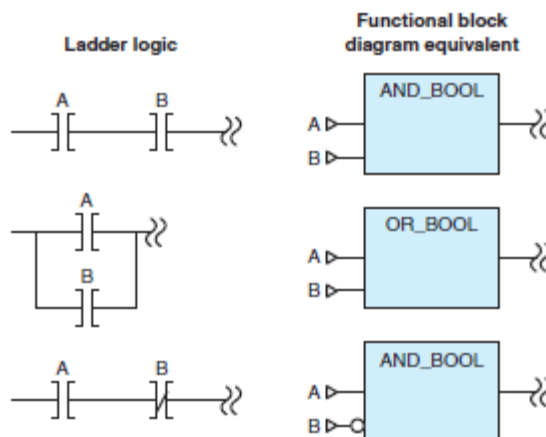 Ladder logic
Functional block
diagram equivalent
A B
AND_BOOL
A
B
A
B
OR_BOOL
A
B
A B
AND_BOOL
A
B